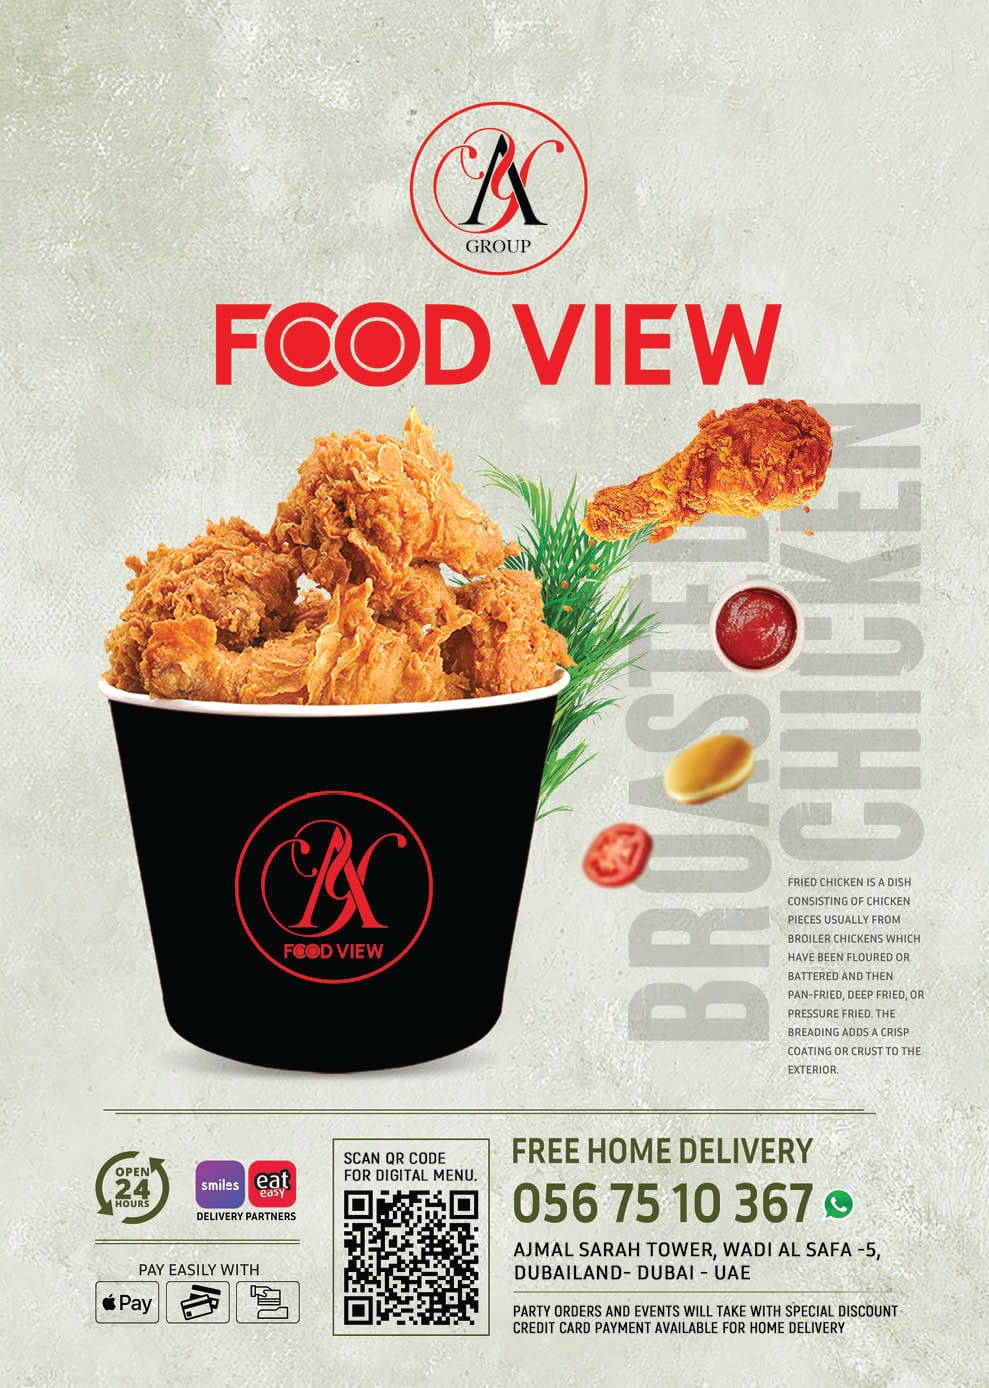 GROUP
FOOD VIEW
BROASTED
CHICKEN
FOOD VIEW
FRIED CHICKEN IS A DISH
CONSISTING OF CHICKEN
PIECES USUALLY FROM
BROILER CHICKENS WHICH
HAVE BEEN FLOURED OR
BATTERED AND THEN
PAN-FRIED, DEEP FRIED, OR
PRESSURE FRIED. THE
BREADING ADDS A CRISP
COATING OR CRUST TO THE
EXTERIOR.
OPEN
24
HOURS
smiles
eat
easy
DELIVERY PARTNERS
PAY EASILY WITH
Pay
SCAN QR CODE
FOR DIGITAL MENU.
FREE HOME DELIVERY
056 75 10 367
AJMAL SARAH TOWER, WADI AL SAFA -5,
DUBAILAND- DUBAI - UAE
PARTY ORDERS AND EVENTS WILL TAKE WITH SPECIAL DISCOUNT
CREDIT CARD PAYMENT AVAILABLE FOR HOME DELIVERY